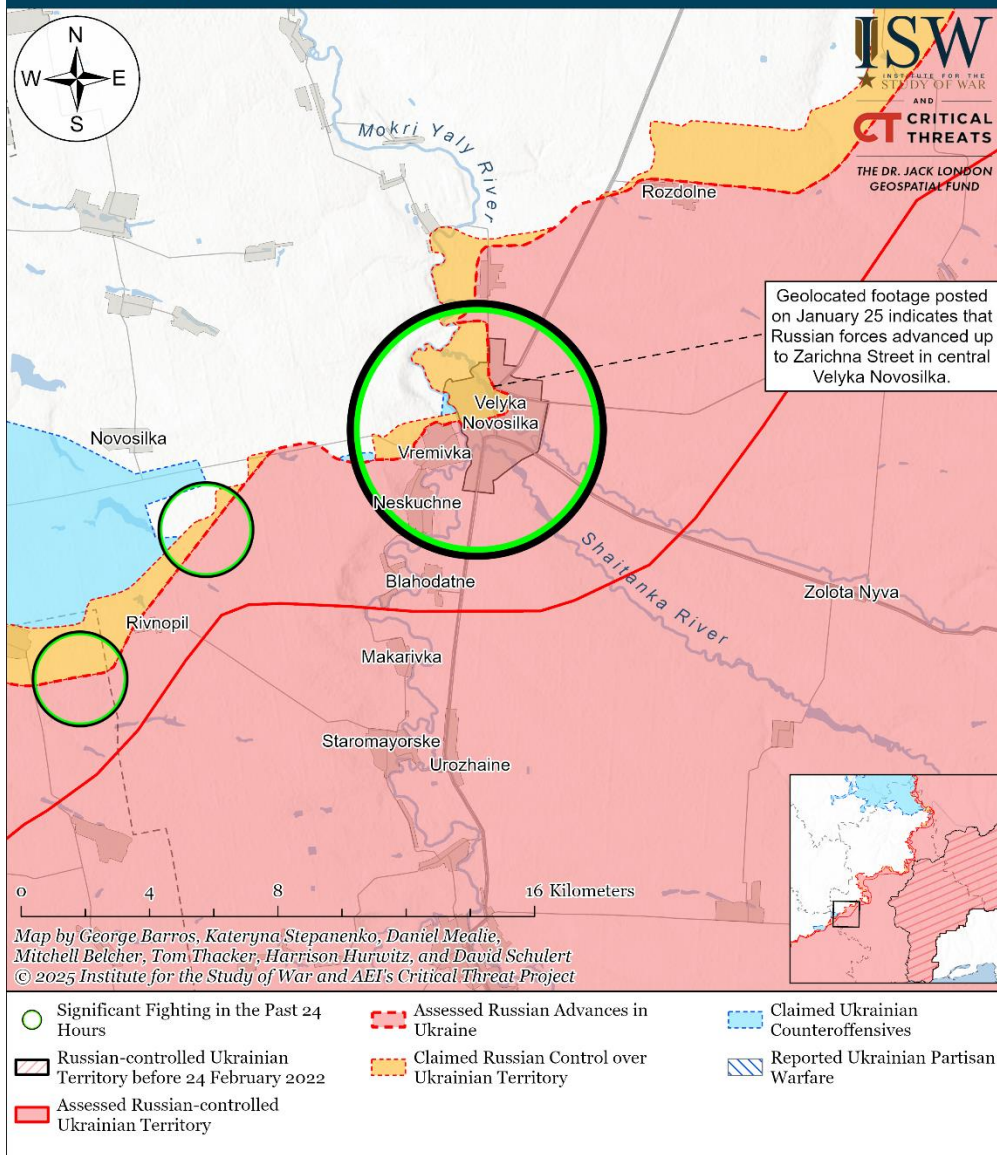 N
W
E
S
ISW
INSTITUTE FOR THE
STUDY OF WAR
AND
CT CRITICAL
THREATS
THE DR. JACK LONDON
GEOSPATIAL FUND
Mokri Yaly River
Rozdolne
Geolocated footage posted
on January 25 indicates that
Russian forces advanced up
to Zarichna Street in central
Velyka Novosilka.
Velyka
Novosilka
Novosilka
Vremivka
Neskuchne
Shaitanka River
Blahodatne
Zolota Nyva
Rivnopil
Makarivka
Staromayorske
Urozhaine
0 4 8 16 Kilometers
Map by George Barros, Kateryna Stepanenko, Daniel Mealie,
Mitchell Belcher, Tom Thacker, Harrison Hurwitz, and David Schulert
© 2025 Institute for the Study of War and AEI's Critical Threat Project
Significant Fighting in the Past 24
Hours
Russian-controlled Ukrainian
Territory before 24 February 2022
Assessed Russian-controlled
Ukrainian Territory
Assessed Russian Advances in
Ukraine
Claimed Russian Control over
Ukrainian Territory
Claimed Ukrainian
Counteroffensives
Reported Ukrainian Partisan
Warfare